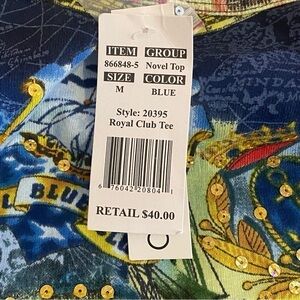 ITEM GROUP
866848-5 Novel Top
SIZE COLOR
M BLUE
Style: 20395
Royal Club Tee
6 76042 20804 1
RETAIL $40.00
BLUE